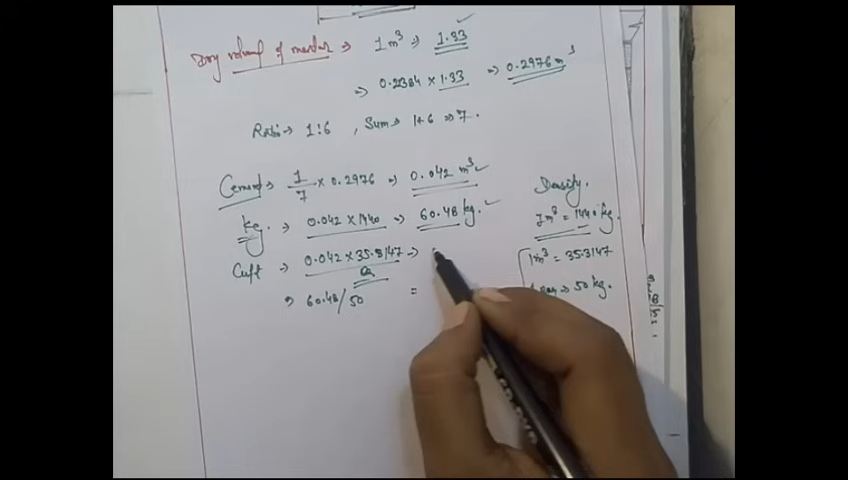 Dry volume of mortar ⇒ 1m³ ⇒ 1.33
⇒ 0.2384 × 1.33 ⇒ 0.2976 m³
Ratio → 1:6 , Sum → 1+6 ⇒ 7.
Cement ⇒ 1/7 × 0.2976 ⇒ 0.042 m³ ✓
Density.
Kg. ⇒ 0.042 × 1440 ⇒ 60.48 kg. ✓
1m³ = 1440 kg.
Cuft ⇒ 0.042 × 35.3147 ⇒
1m³ = 35.3147
⇒ 60.48/50 =
⇒ 50 kg.